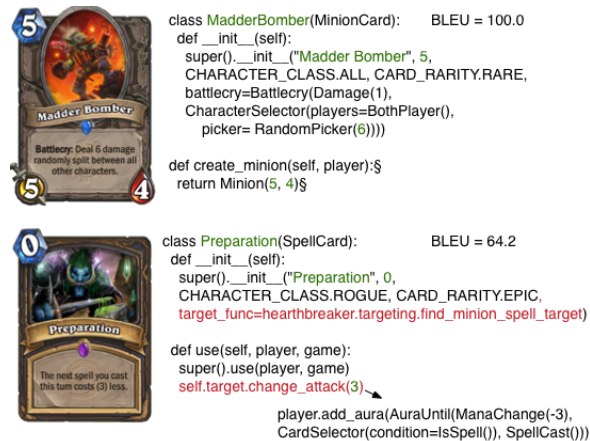 5
Madder Bomber
Battlecry: Deal 6 damage
randomly split between all
other characters.
5
4
class MadderBomber(MinionCard): BLEU = 100.0
def __init__(self):
super().__init__("Madder Bomber", 5,
CHARACTER_CLASS.ALL, CARD_RARITY.RARE,
battlecry=Battlecry(Damage(1),
CharacterSelector(players=BothPlayer(),
picker= RandomPicker(6))))
def create_minion(self, player):§
return Minion(5, 4)§
0
Preparation
The next spell you cast
this turn costs (3) less.
class Preparation(SpellCard): BLEU = 64.2
def __init__(self):
super().__init__("Preparation", 0,
CHARACTER_CLASS.ROGUE, CARD_RARITY.EPIC,
target_func=hearthbreaker.targeting.find_minion_spell_target)
def use(self, player, game):
super().use(player, game)
self.target.change_attack(3)
player.add_aura(AuraUntil(ManaChange(-3),
CardSelector(condition=IsSpell()), SpellCast()))